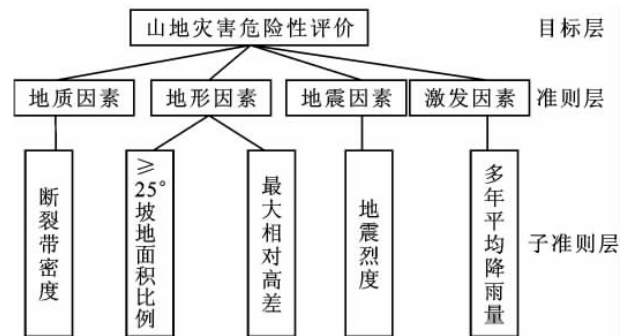 山地灾害危险性评价
目标层
地质因素
地形因素
地震因素
激发因素
准则层
断裂带密度
≥25°坡地面积比例
最大相对高差
地震烈度
多年平均降雨量
子准则层